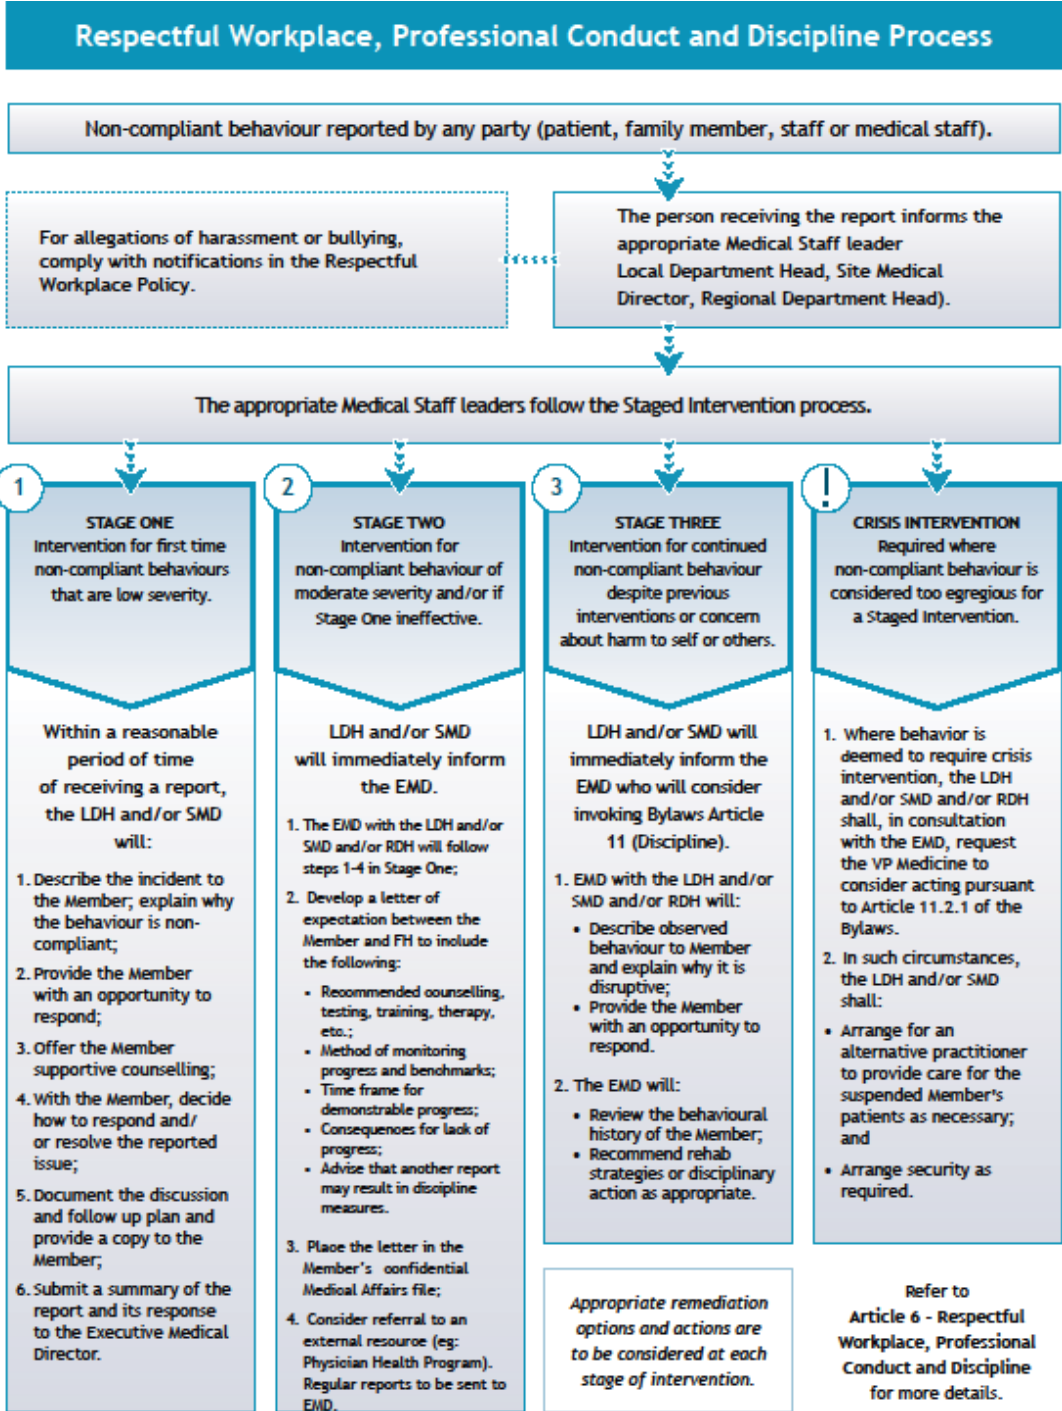 Respectful Workplace, Professional Conduct and Discipline Process
Non-compliant behaviour reported by any party (patient, family member, staff or medical staff).
For allegations of harassment or bullying,
comply with notifications in the Respectful
Workplace Policy.
The person receiving the report informs the
appropriate Medical Staff leader
Local Department Head, Site Medical
Director, Regional Department Head).
The appropriate Medical Staff leaders follow the Staged Intervention process.
1
STAGE ONE
Intervention for first time
non-compliant behaviours
that are low severity.
Within a reasonable
period of time
of receiving a report,
the LDH and/or SMD
will:
1. Describe the incident to
the Member; explain why
the behaviour is non-
compliant;
2. Provide the Member
with an opportunity to
respond;
3. Offer the Member
supportive counselling;
4. With the Member, decide
how to respond and/
or resolve the reported
issue;
5. Document the discussion
and follow up plan and
provide a copy to the
Member;
6. Submit a summary of the
report and its response
to the Executive Medical
Director.
2
STAGE TWO
Intervention for
non-compliant behaviour of
moderate severity and/or if
Stage One ineffective.
LDH and/or SMD
will immediately inform
the EMD.
1. The EMD with the LDH and/or
SMD and/or RDH will follow
steps 1-4 in Stage One;
2. Develop a letter of
expectation between the
Member and FH to include
the following:
• Recommended counselling,
testing, training, therapy,
etc.;
• Method of monitoring
progress and benchmarks;
• Time frame for
demonstrable progress;
• Consequences for lack of
progress;
• Advise that another report
may result in discipline
measures.
3. Place the letter in the
Member's confidential
Medical Affairs file;
4. Consider referral to an
external resource (eg:
Physician Health Program).
Regular reports to be sent to
EMD.
3
STAGE THREE
Intervention for continued
non-compliant behaviour
despite previous
interventions or concern
about harm to self or others.
LDH and/or SMD will
immediately inform the
EMD who will consider
invoking Bylaws Article
11 (Discipline).
1. EMD with the LDH and/or
SMD and/or RDH will:
• Describe observed
behaviour to Member
and explain why it is
disruptive;
• Provide the Member
with an opportunity to
respond.
2. The EMD will:
• Review the behavioural
history of the Member;
• Recommend rehab
strategies or disciplinary
action as appropriate.
Appropriate remediation
options and actions are
to be considered at each
stage of intervention.
!
CRISIS INTERVENTION
Required where
non-compliant behaviour is
considered too egregious for
a Staged Intervention.
1. Where behavior is
deemed to require crisis
intervention, the LDH
and/or SMD and/or RDH
shall, in consultation
with the EMD, request
the VP Medicine to
consider acting pursuant
to Article 11.2.1 of the
Bylaws.
2. In such circumstances,
the LDH and/or SMD
shall:
• Arrange for an
alternative practitioner
to provide care for the
suspended Member's
patients as necessary;
and
• Arrange security as
required.
Refer to
Article 6 - Respectful
Workplace, Professional
Conduct and Discipline
for more details.